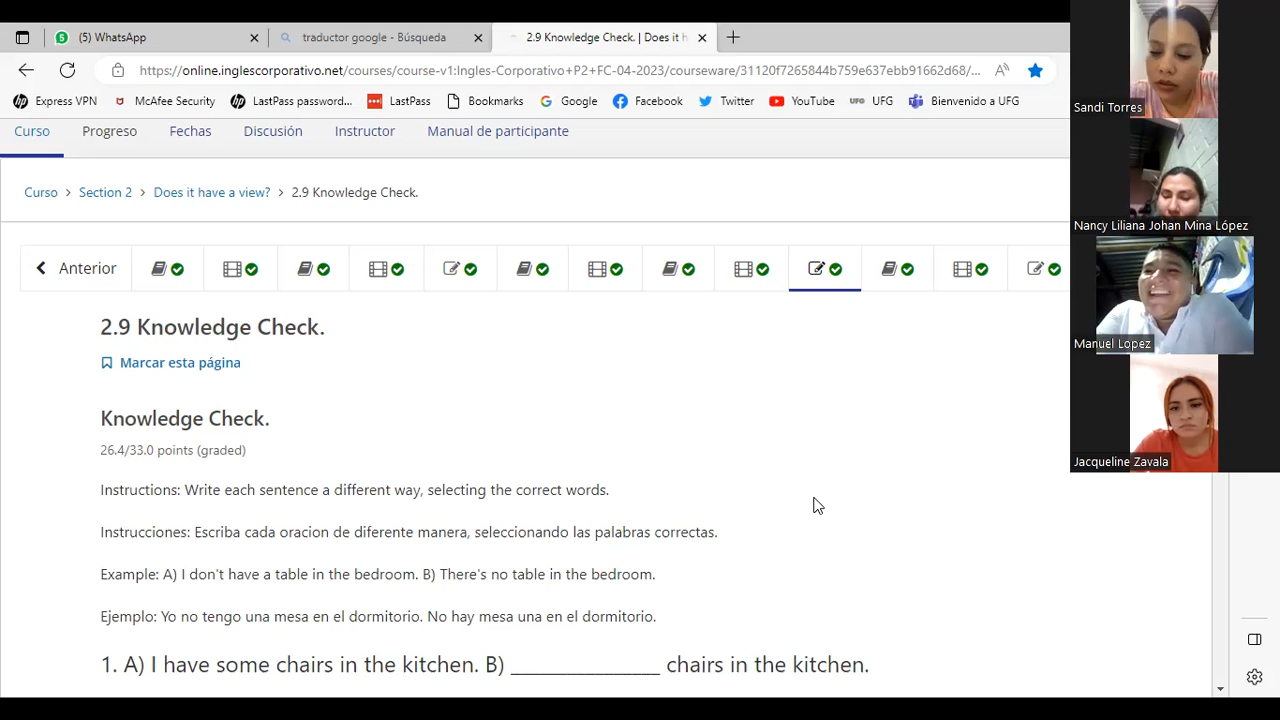 (5) WhatsApp
traductor google - Búsqueda
2.9 Knowledge Check. | Does it h
https://online.inglescorporativo.net/courses/course-v1:Ingles-Corporativo+P2+FC-04-2023/courseware/31120f7265844b759e637ebb91662d68/...
Express VPN McAfee Security LastPass password... LastPass Bookmarks Google Facebook Twitter YouTube UFG Bienvenido a UFG
Curso Progreso Fechas Discusión Instructor Manual de participante
Curso > Section 2 > Does it have a view? > 2.9 Knowledge Check.
Anterior
2.9 Knowledge Check.
Marcar esta página
Knowledge Check.
26.4/33.0 points (graded)
Instructions: Write each sentence a different way, selecting the correct words.
Instrucciones: Escriba cada oracion de diferente manera, seleccionando las palabras correctas.
Example: A) I don't have a table in the bedroom. B) There's no table in the bedroom.
Ejemplo: Yo no tengo una mesa en el dormitorio. No hay mesa una en el dormitorio.
1. A) I have some chairs in the kitchen. B) ______________ chairs in the kitchen.
Sandi Torres
Nancy Liliana Johan Mina López
Manuel Lopez
Jacqueline Zavala